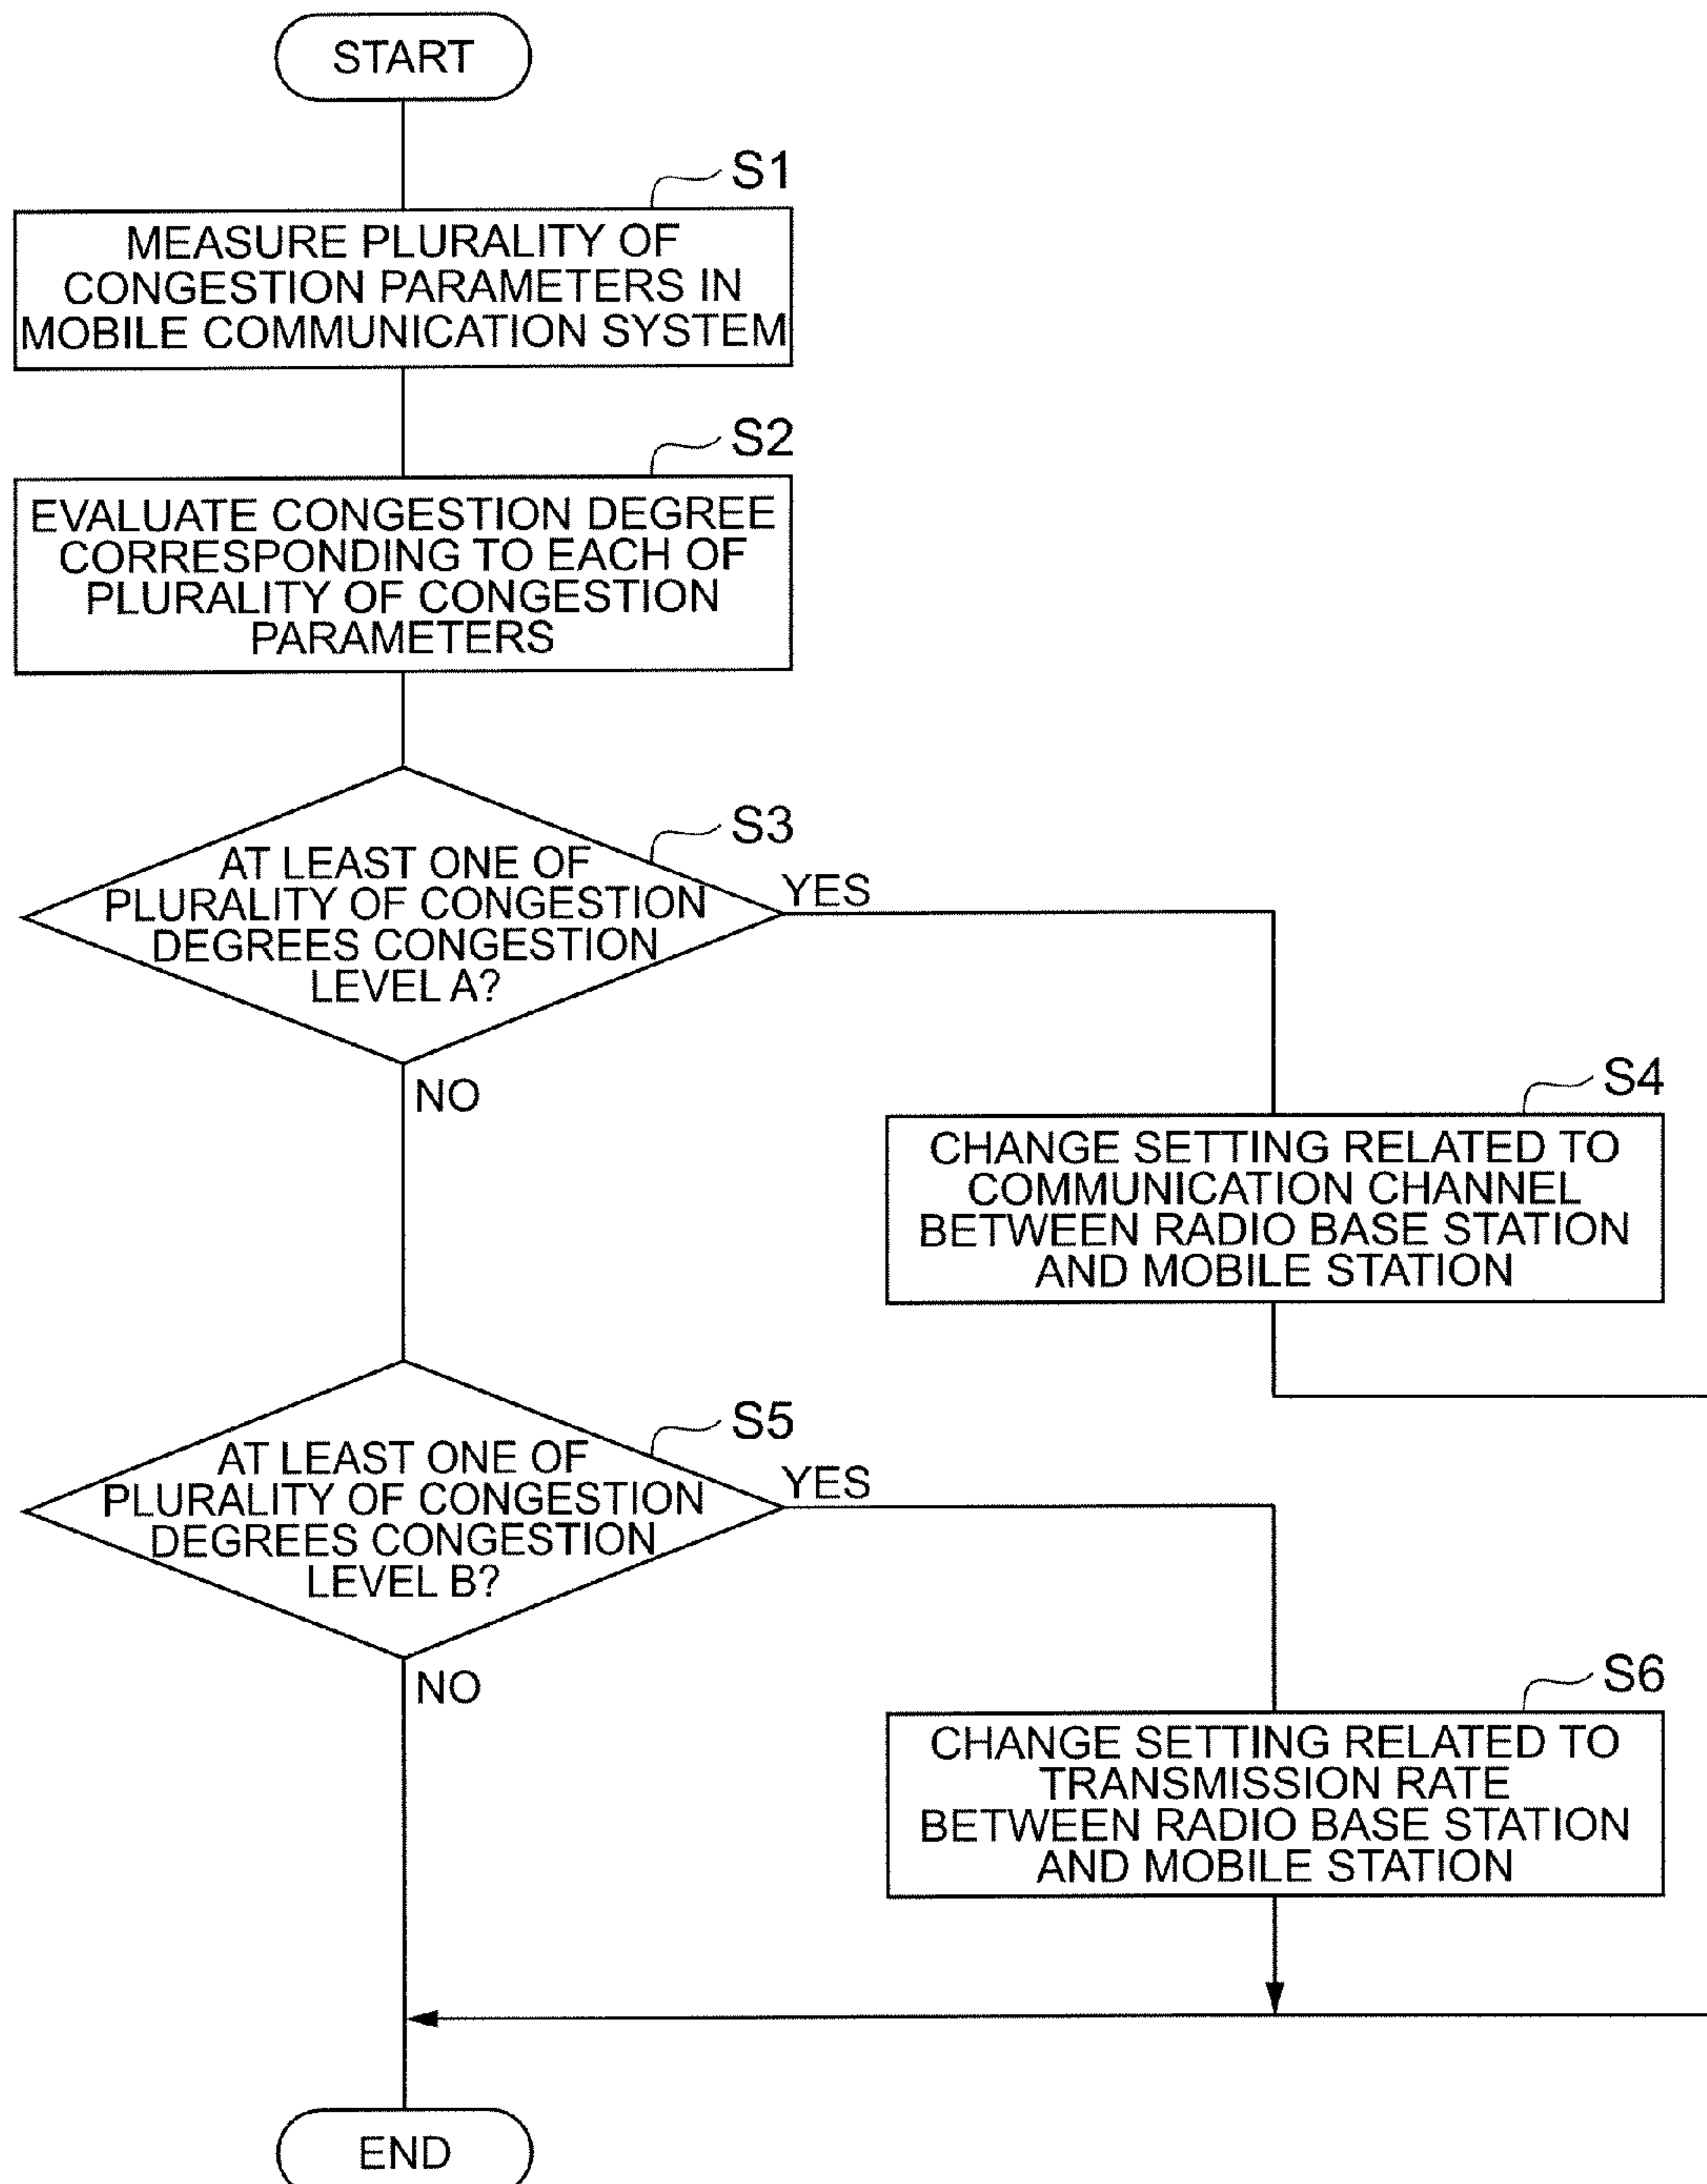 START
S1
MEASURE PLURALITY OF
CONGESTION PARAMETERS IN
MOBILE COMMUNICATION SYSTEM
S2
EVALUATE CONGESTION DEGREE
CORRESPONDING TO EACH OF
PLURALITY OF CONGESTION
PARAMETERS
S3
AT LEAST ONE OF
PLURALITY OF CONGESTION
DEGREES CONGESTION
LEVEL A?
YES
NO
S4
CHANGE SETTING RELATED TO
COMMUNICATION CHANNEL
BETWEEN RADIO BASE STATION
AND MOBILE STATION
S5
AT LEAST ONE OF
PLURALITY OF CONGESTION
DEGREES CONGESTION
LEVEL B?
YES
NO
S6
CHANGE SETTING RELATED TO
TRANSMISSION RATE
BETWEEN RADIO BASE STATION
AND MOBILE STATION
END